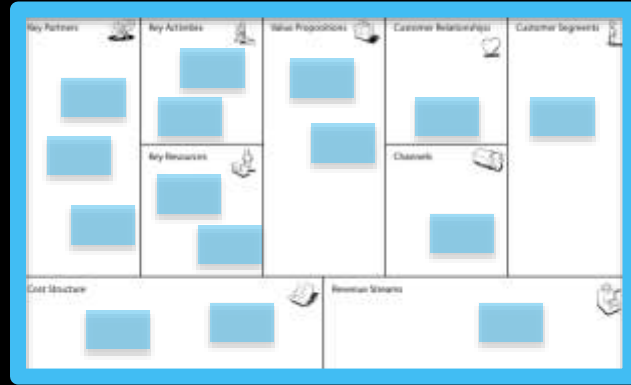 Key Partners
Key Activities
Value Propositions
Customer Relationships
Customer Segments
Key Resources
Channels
Cost Structure
Revenue Streams